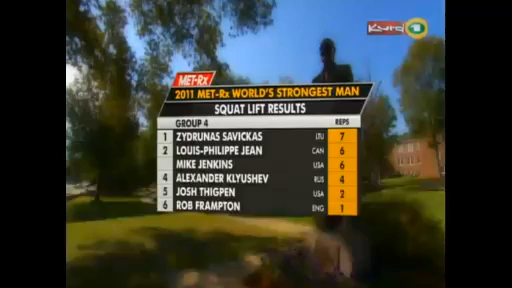 MET-Rx
2011 MET-Rx WORLD'S STRONGEST MAN
SQUAT LIFT RESULTS
GROUP 4 REPS
1 ZYDRUNAS SAVICKAS LTU 7
2 LOUIS-PHILIPPE JEAN CAN 6
MIKE JENKINS USA 6
4 ALEXANDER KLYUSHEV RUS 4
5 JOSH THIGPEN USA 2
6 ROB FRAMPTON ENG 1